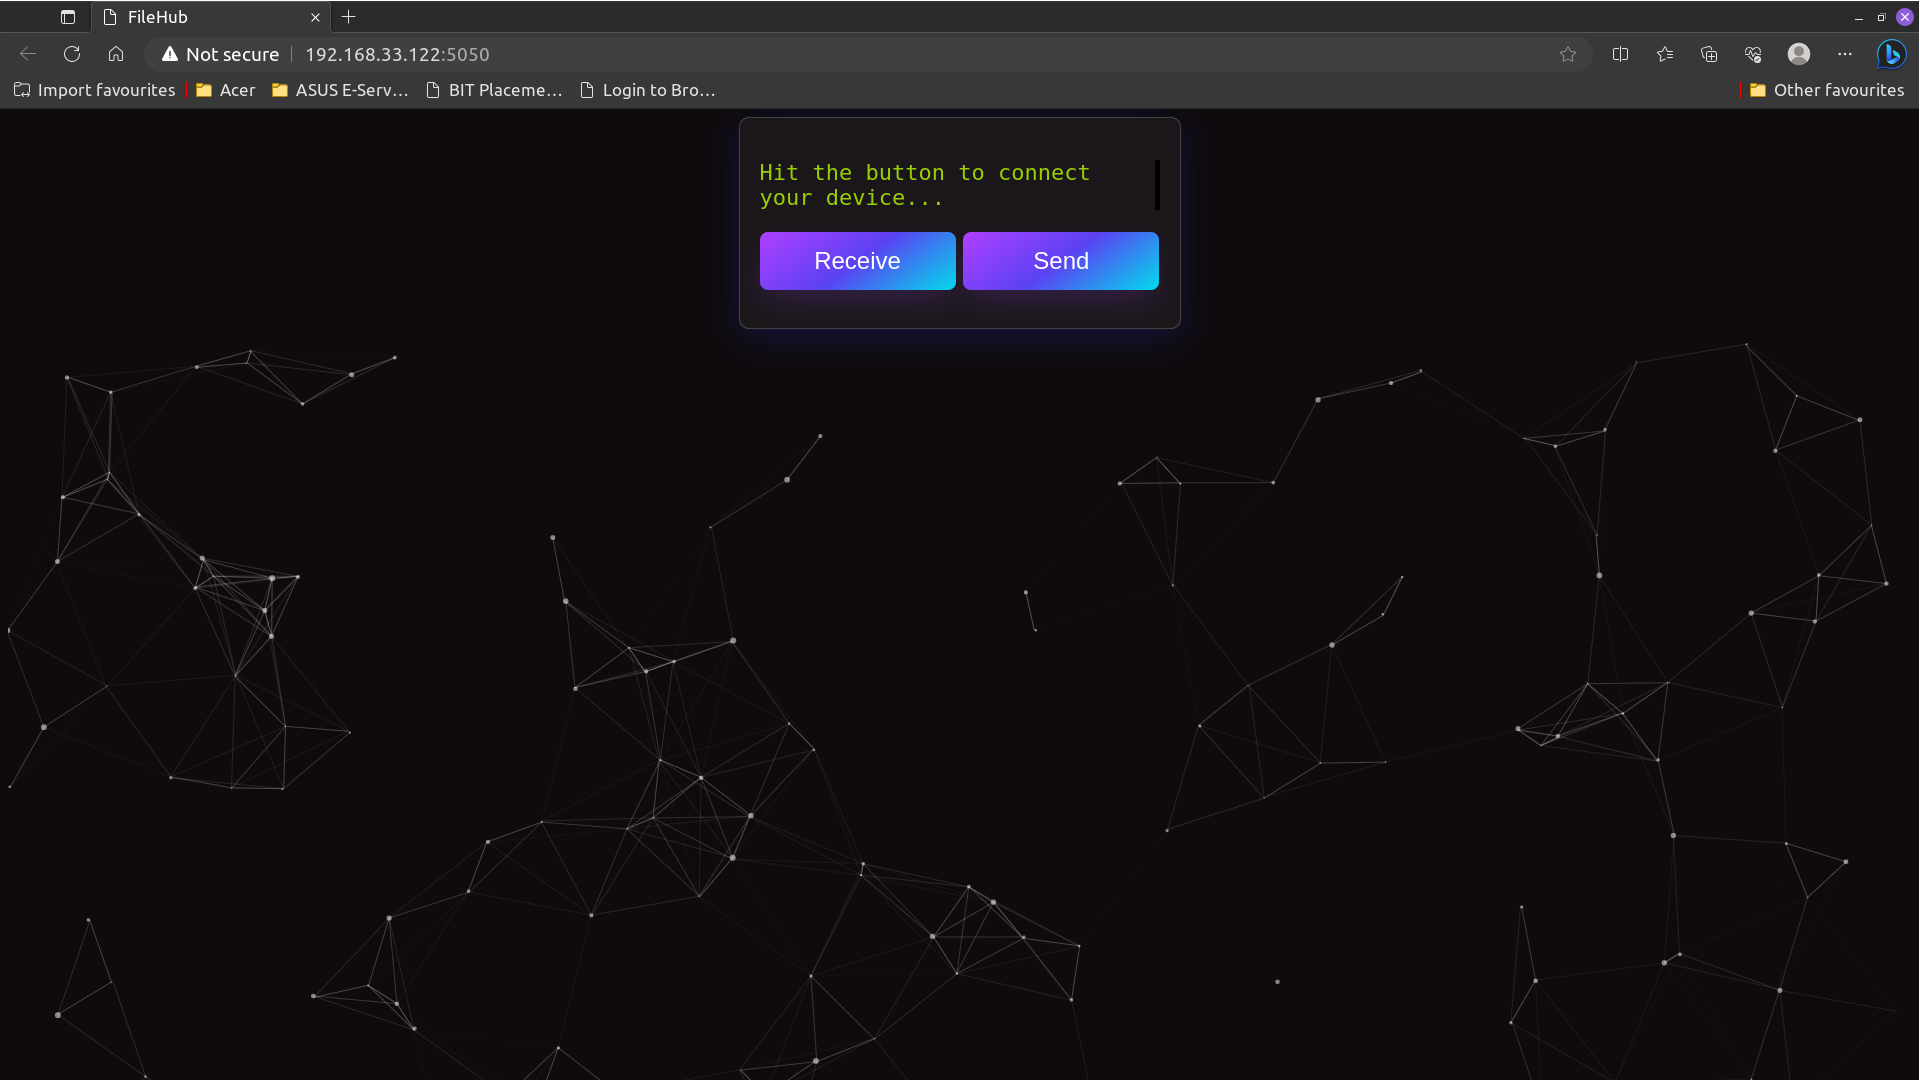 FileHub
Not secure 192.168.33.122:5050
Import favourites Acer ASUS E-Serv... BIT Placeme... Login to Bro... Other favourites
Hit the button to connect
your device...
Receive Send